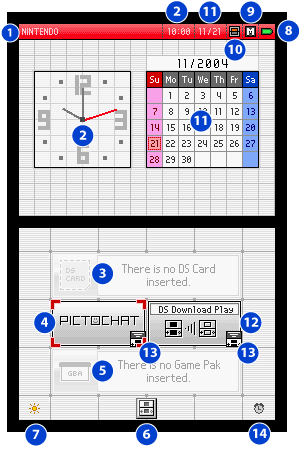 2 11 9
1 NINTENDO 10:00 11/21 M 8
10
11/2004
12
9 3
6
2
Su Mo Tu We Th Fr Sa
1 2 3 4 5 6
7 8 9 10 11 12 13
14 15 16 17 18 19 20
21 22 23 24 25 26 27
28 29 30
11
DS CARD
3 There is no DS Card
inserted.
4 PICTOCHAT
DS Download Play
12
13 13
5 GBA There is no Game Pak
inserted.
7 6 14